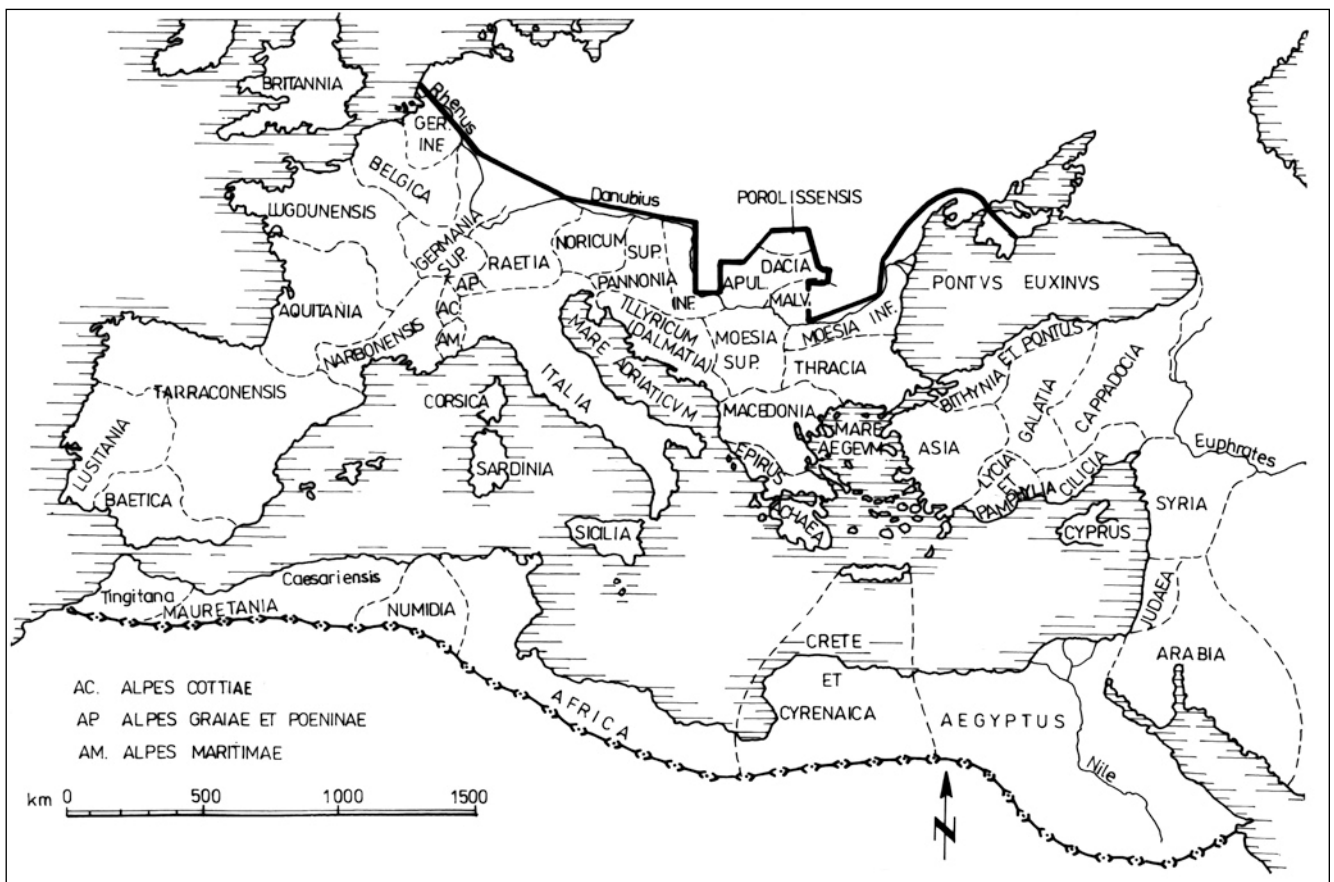 BRITANNIA
Rhenus
GER.
INE
BELGICA
LUGDUNENSIS
GERMANIA
SUP.
AQUITANIA
NARBONENSIS
AP
AC
AM
RAETIA
NORICUM
Danubius
SUP.
PANNONIA
INF.
POROLISSENSIS
DACIA
APUL.
MALV.
ILLYRICUM
(DALMATIA)
MOESIA
SUP.
MOESIA INF.
THRACIA
PONTVS EUXINVS
TARRACONENSIS
LUSITANIA
BAETICA
CORSICA
SARDINIA
ITALIA
MARE ADRIATICVM
MACEDONIA
EPIRUS
ACHAEA
MARE
AEGEVM
ASIA
BITHYNIA ET PONTUS
GALATIA
CAPPADOCIA
LYCIA
ET
PAMPHYLIA
CILICIA
Euphrotes
SYRIA
CYPRUS
SICILIA
Tingitana
Caesariensis
MAURETANIA
NUMIDIA
AFRICA
CRETE
ET
CYRENAICA
AEGYPTUS
Nile
JUDAEA
ARABIA
AC. ALPES COTTIAE
AP ALPES GRAIAE ET POENINAE
AM. ALPES MARITIMAE
km 0 500 1000 1500
N